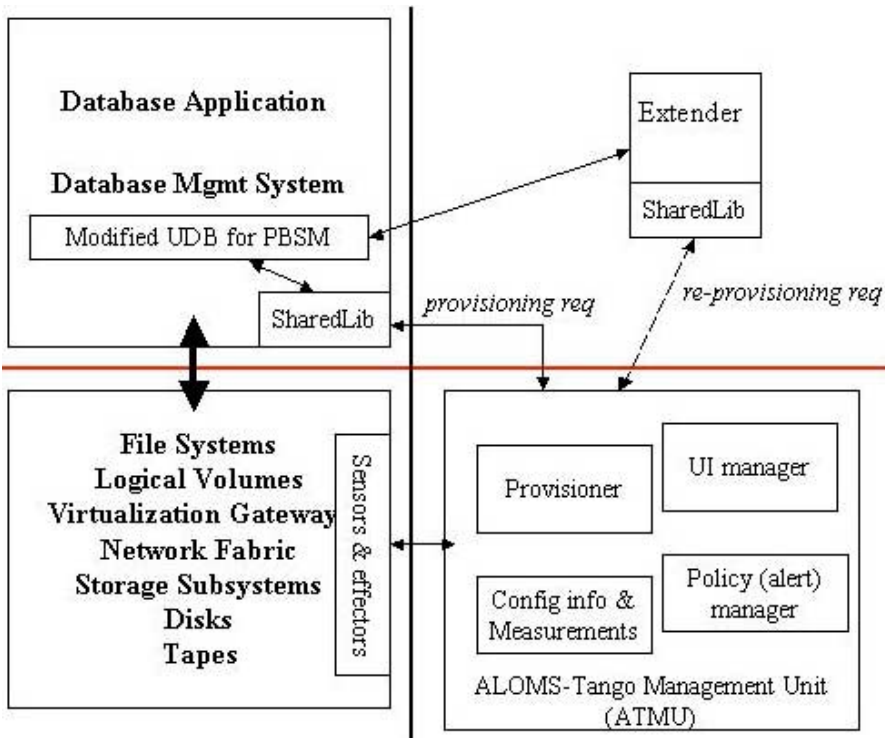 Database Application
Database Mgmt System
Modified UDB for PBSM
SharedLib
Extender
SharedLib
provisioning req
re-provisioning req
File Systems
Logical Volumes
Virtualization Gateway
Network Fabric
Storage Subsystems
Disks
Tapes
Sensors & effectors
Provisioner
UI manager
Config info &
Measurements
Policy (alert)
manager
ALOMS-Tango Management Unit
(ATMU)